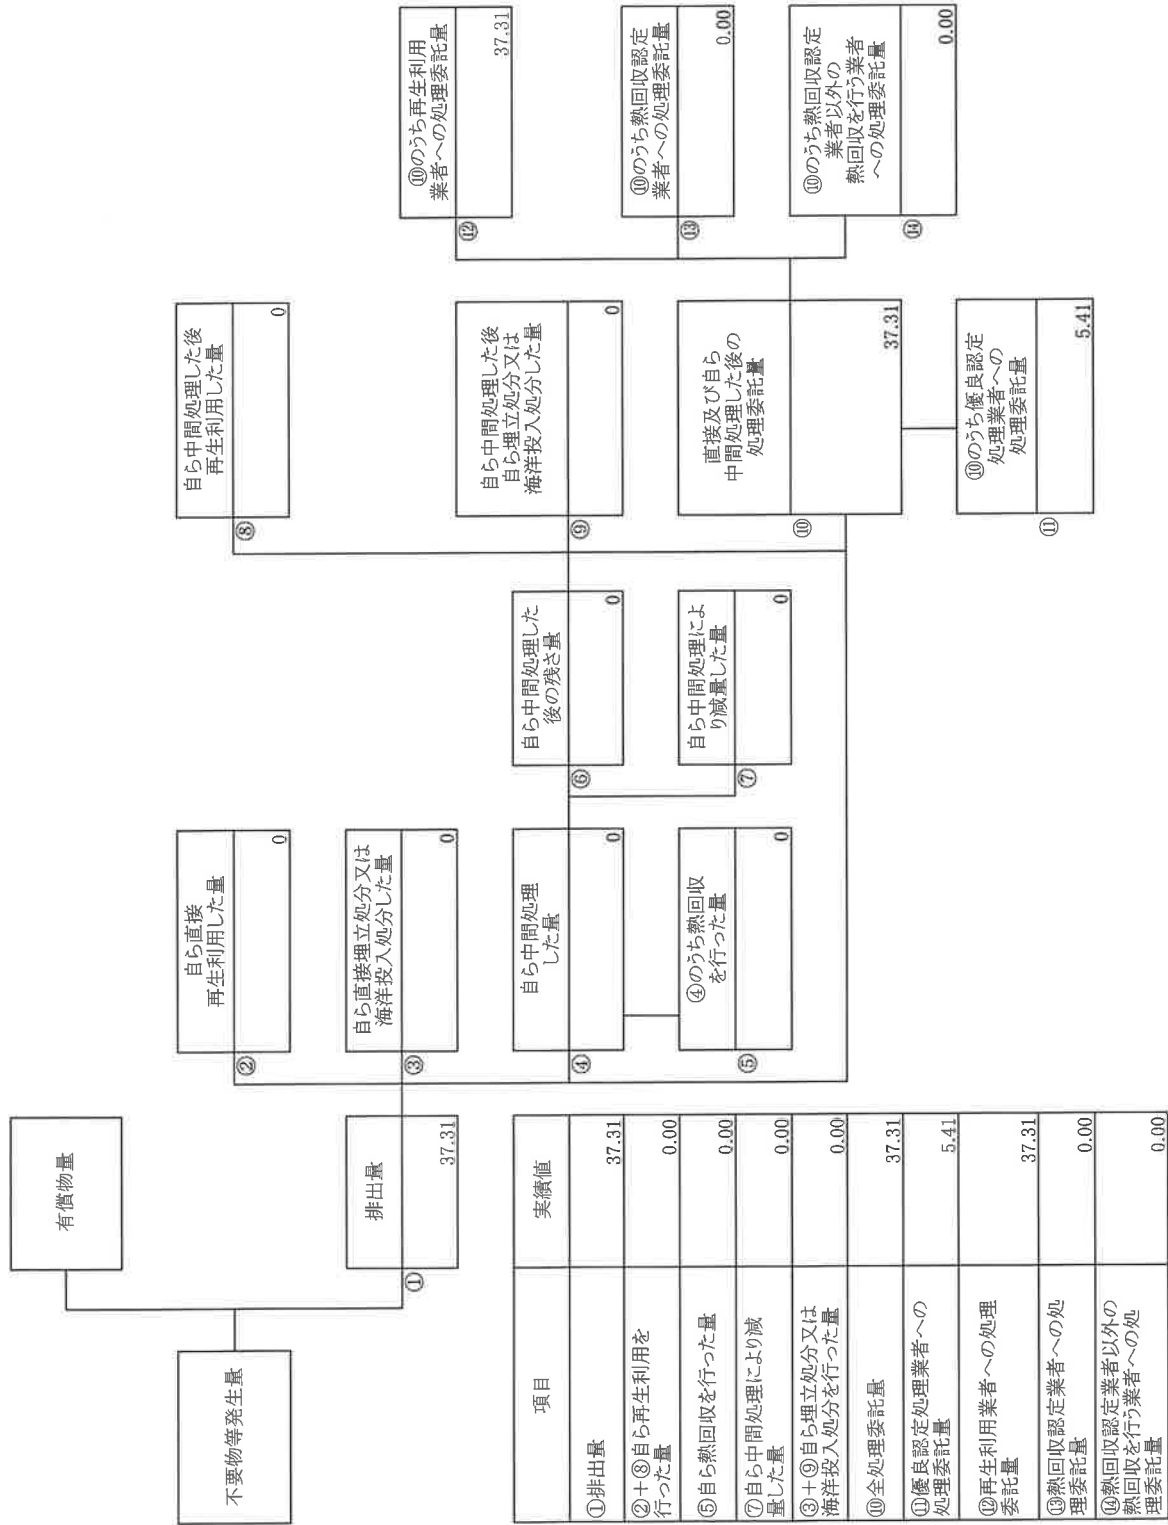 不要物等発生量
有償物量
排出量
①
37.31
自ら直接
再生利用した量
②
0
自ら直接埋立処分又は
海洋投入処分した量
③
0
自ら中間処理
した量
④
0
④のうち熱回収
を行った量
⑤
0
自ら中間処理した
後の残さ量
⑥
0
自ら中間処理によ
り減量した量
⑦
0
自ら中間処理した後
再生利用した量
⑧
0
自ら中間処理した後
自ら埋立処分又は
海洋投入処分した量
⑨
0
直接及び自ら
中間処理した後の
処理委託量
⑩
37.31
⑩のうち優良認定
処理業者への
処理委託量
⑪
5.41
⑩のうち再生利用
業者への処理委託量
⑫
37.31
⑩のうち熱回収認定
業者への処理委託量
⑬
0.00
⑩のうち熱回収認定
業者以外の
熱回収を行う業者
への処理委託量
⑭
0.00
項目 実績値
①排出量 37.31
②+⑧自ら再生利用を
行った量 0.00
⑤自ら熱回収を行った量 0.00
⑦自ら中間処理により減
量した量 0.00
③+⑨自ら埋立処分又は
海洋投入処分を行った量 0.00
⑩全処理委託量 37.31
⑪優良認定処理業者への
処理委託量 5.41
⑫再生利用業者への処理
委託量 37.31
⑬熱回収認定業者への処
理委託量 0.00
⑭熱回収認定業者以外の
熱回収を行う業者への処
理委託量 0.00